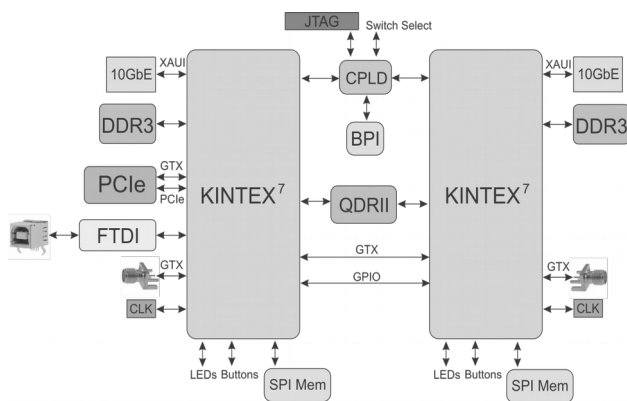 JTAG
Switch Select
XAUI
10GbE
CPLD
XAUI
10GbE
DDR3
BPI
DDR3
GTX
PCIe
PCIe
KINTEX7
QDRII
KINTEX7
FTDI
GTX
GTX
GPIO
GTX
CLK
CLK
LEDs Buttons
SPI Mem
LEDs Buttons
SPI Mem